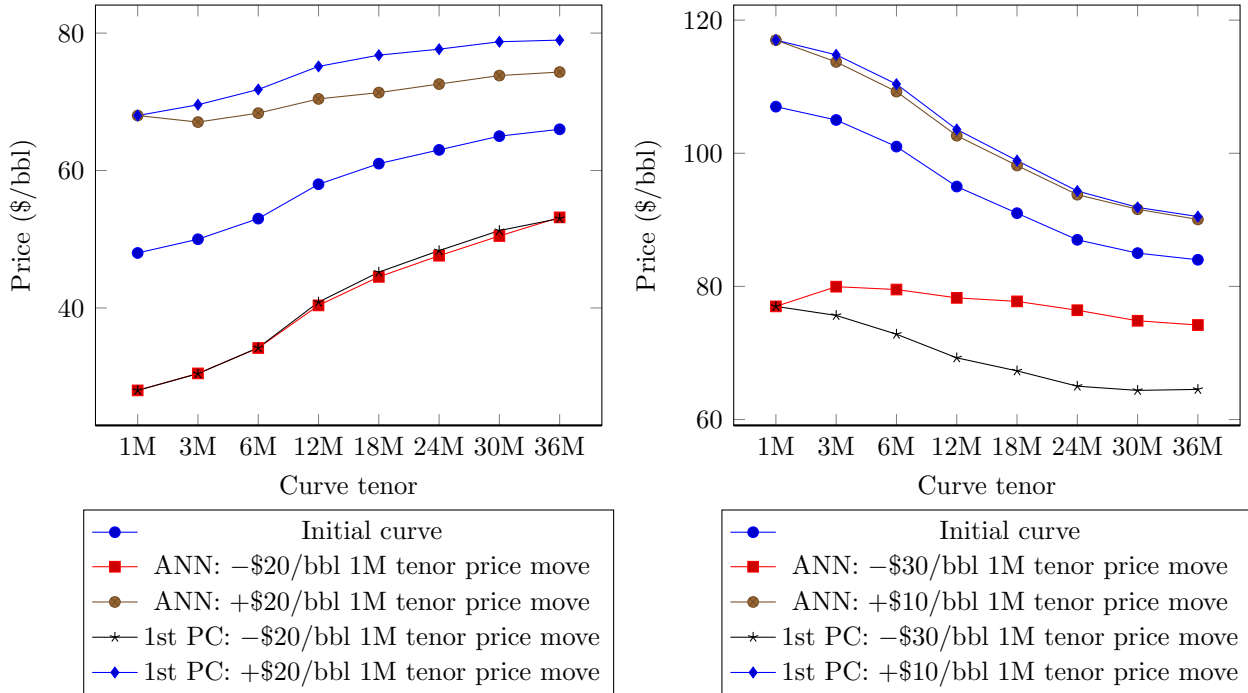 80
60
40
Price ($/bbl)
1M 3M 6M 12M 18M 24M 30M 36M
Curve tenor
Initial curve
ANN: −$20/bbl 1M tenor price move
ANN: +$20/bbl 1M tenor price move
1st PC: −$20/bbl 1M tenor price move
1st PC: +$20/bbl 1M tenor price move
120
100
80
60
Price ($/bbl)
1M 3M 6M 12M 18M 24M 30M 36M
Curve tenor
Initial curve
ANN: −$30/bbl 1M tenor price move
ANN: +$10/bbl 1M tenor price move
1st PC: −$30/bbl 1M tenor price move
1st PC: +$10/bbl 1M tenor price move